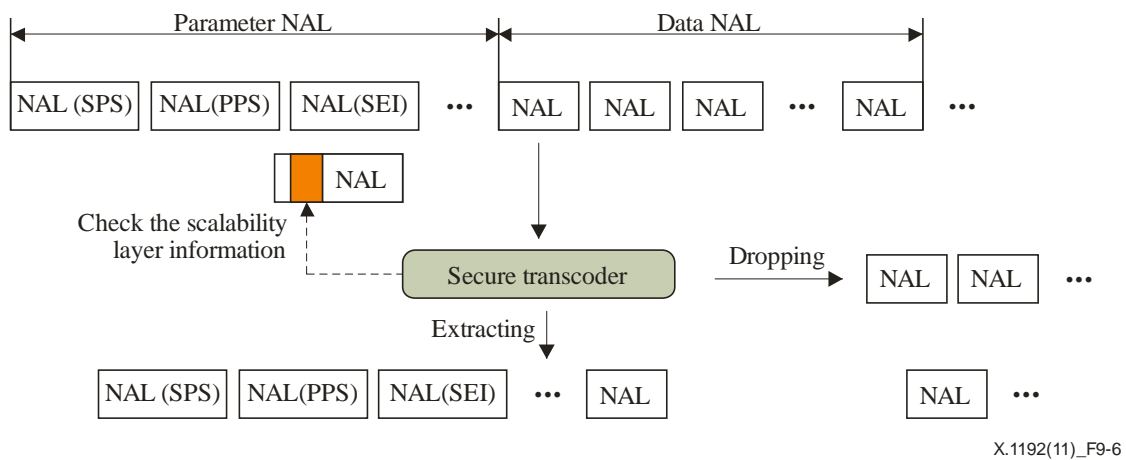 Parameter NAL Data NAL
NAL (SPS) NAL(PPS) NAL(SEI) ... NAL NAL NAL ... NAL ...
NAL
Check the scalability
layer information
Secure transcoder
Dropping
NAL NAL ...
Extracting
NAL (SPS) NAL(PPS) NAL(SEI) ... NAL NAL ...
X.1192(11)_F9-6